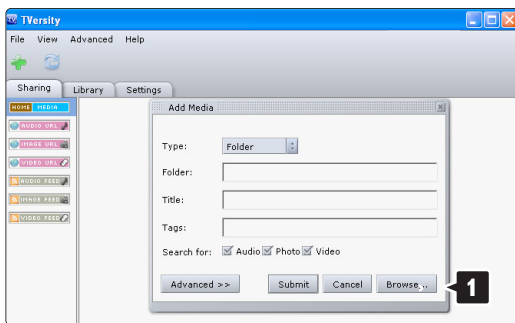 TVersity
File View Advanced Help
Sharing Library Settings
HOME MEDIA
AUDIO URL
IMAGE URL
VIDEO URL
AUDIO FEED
IMAGE FEED
VIDEO FEED
Add Media
Type: Folder
Folder:
Title:
Tags:
Search for: Audio Photo Video
Advanced >> Submit Cancel Browse...
1